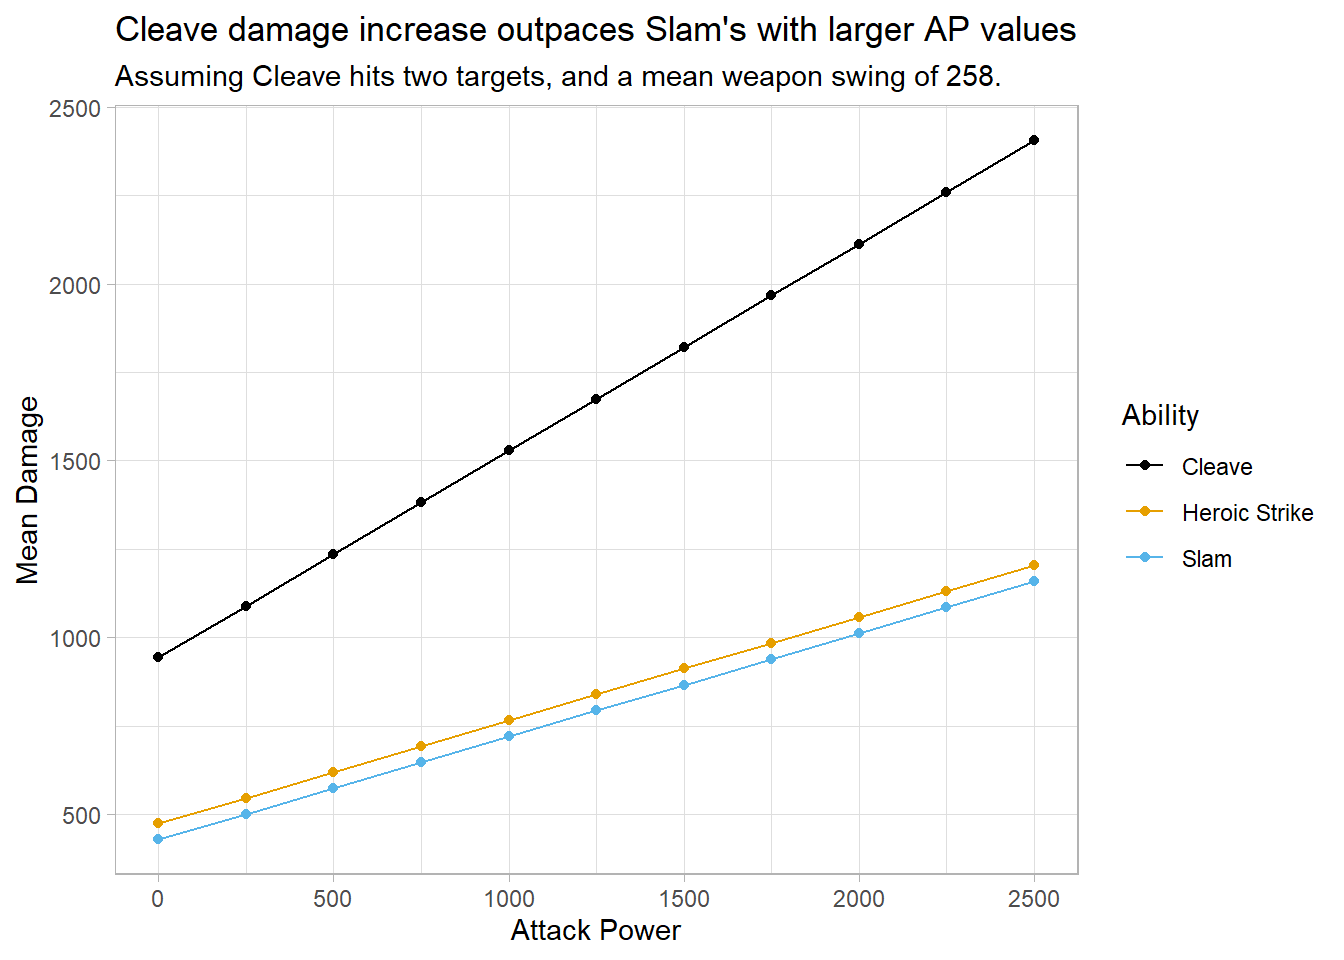 Cleave damage increase outpaces Slam's with larger AP values
Assuming Cleave hits two targets, and a mean weapon swing of 258.
2500
2000
1500
1000
500
Mean Damage
0 500 1000 1500 2000 2500
Attack Power
Ability
Cleave
Heroic Strike
Slam